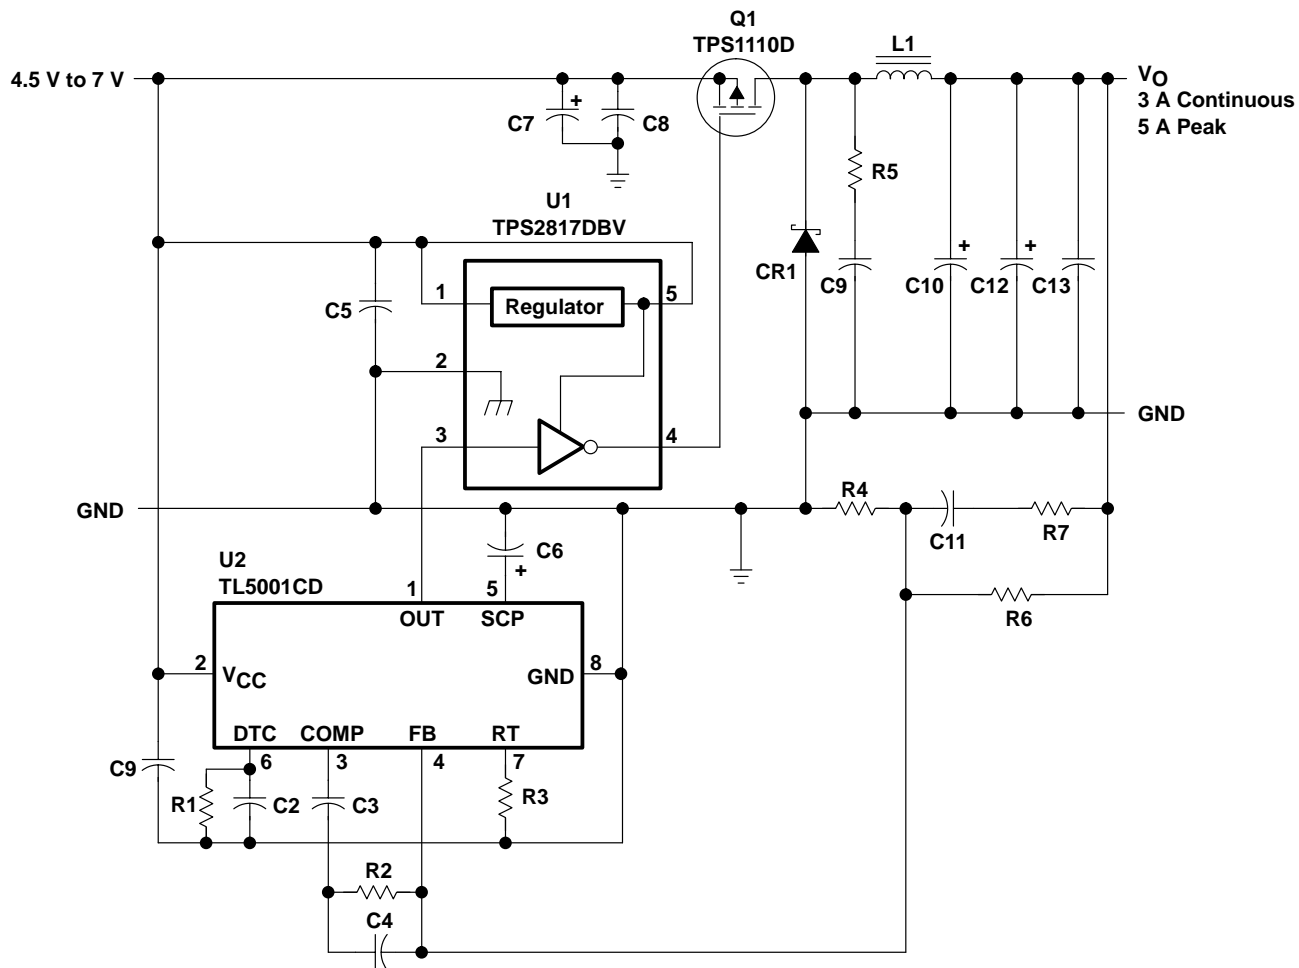 Q1
TPS1110D
L1
4.5 V to 7 V
VO
3 A Continuous
5 A Peak
C7
+
C8
R5
U1
TPS2817DBV
CR1
C9
C10
+
C12
+
C13
C5
1
Regulator
5
2
3
4
GND
GND
R4
C11
R7
R6
C6
+
U2
TL5001CD
1
5
OUT
SCP
2
VCC
GND
8
DTC
COMP
FB
RT
6
3
4
7
C9
R1
C2
C3
R3
R2
C4